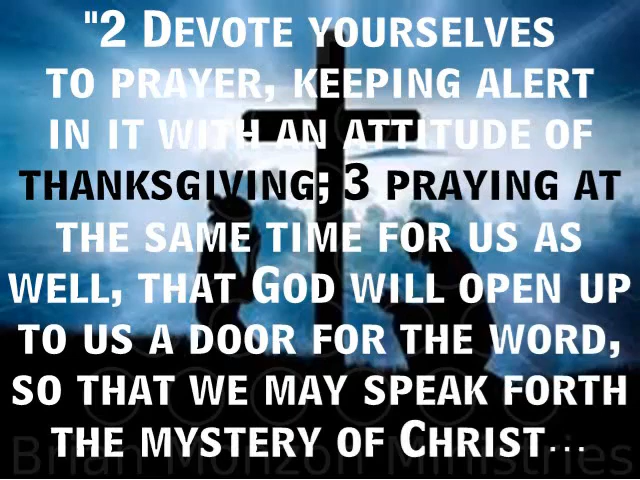 "2 Devote yourselves
to prayer, keeping alert
in it with an attitude of
thanksgiving; 3 praying at
the same time for us as
well, that God will open up
to us a door for the word,
so that we may speak forth
the mystery of Christ...
Brian Monzon Ministries